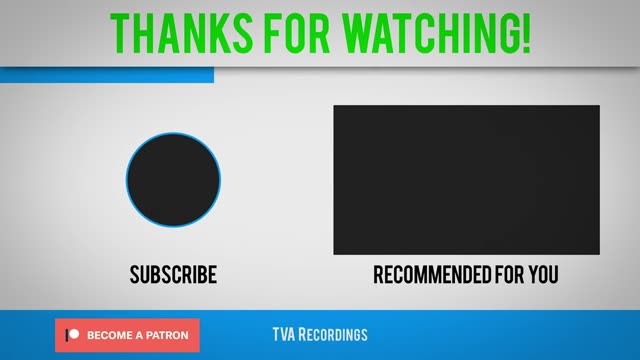 THANKS FOR WATCHING!
SUBSCRIBE
RECOMMENDED FOR YOU
BECOME A PATRON
TVA RECORDINGS